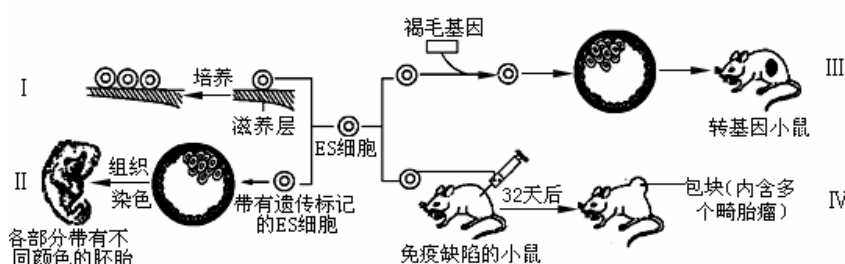 褐毛基因
I
培养
滋养层
ES细胞
转基因小鼠
III
II
组织
染色
带有遗传标记
的ES细胞
各部分带有不
同颜色的胚胎
32天后
免疫缺陷的小鼠
包块(内含多
个畸胎瘤)
IV